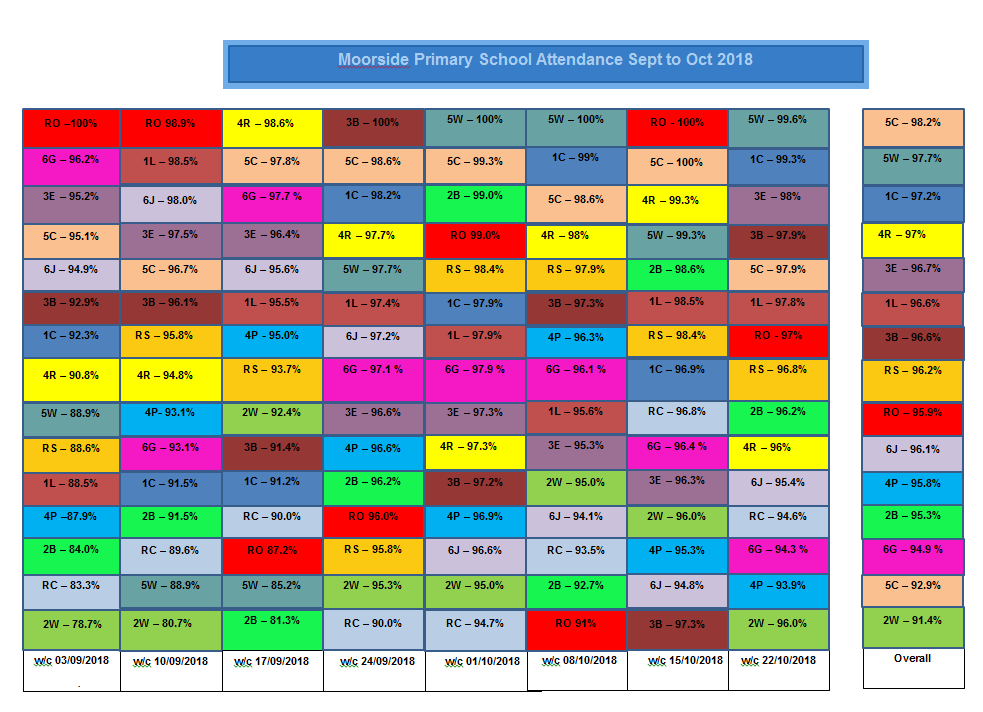 Moorside Primary School Attendance Sept to Oct 2018
RO –100% RO 98.9% 4R – 98.6% 3B – 100% 5W – 100% 5W – 100% RO - 100% 5W – 99.6% 5C – 98.2%
6G – 96.2% 1L – 98.5% 5C – 97.8% 5C – 98.6% 5C – 99.3% 1C – 99% 5C – 100% 1C – 99.3% 5W – 97.7%
3E – 95.2% 6J – 98.0% 6G – 97.7 % 1C – 98.2% 2B – 99.0% 5C – 98.6% 4R – 99.3% 3E – 98% 1C – 97.2%
5C – 95.1% 3E – 97.5% 3E – 96.4% 4R – 97.7% RO 99.0% 4R – 98% 5W – 99.3% 3B – 97.9% 4R – 97%
6J – 94.9% 5C – 96.7% 6J – 95.6% 5W – 97.7% RS – 98.4% RS – 97.9% 2B – 98.6% 5C – 97.9% 3E – 96.7%
3B – 92.9% 3B – 96.1% 1L – 95.5% 1L – 97.4% 1C – 97.9% 3B – 97.3% 1L – 98.5% 1L – 97.8% 1L – 96.6%
1C – 92.3% RS – 95.8% 4P - 95.0% 6J – 97.2% 1L – 97.9% 4P – 96.3% RS – 98.4% RO - 97% 3B – 96.6%
4R – 90.8% 4R – 94.8% RS – 93.7% 6G – 97.1 % 6G – 97.9 % 6G – 96.1 % 1C – 96.9% RS – 96.8% RS – 96.2%
5W – 88.9% 4P- 93.1% 2W – 92.4% 3E – 96.6% 3E – 97.3% 1L – 95.6% RC – 96.8% 2B – 96.2% RO – 95.9%
RS – 88.6% 6G – 93.1% 3B – 91.4% 4P – 96.6% 4R – 97.3% 3E – 95.3% 6G – 96.4 % 4R – 96% 6J – 96.1%
1L – 88.5% 1C – 91.5% 1C – 91.2% 2B – 96.2% 3B – 97.2% 2W – 95.0% 3E – 96.3% 6J – 95.4% 4P – 95.8%
4P –87.9% 2B – 91.5% RC – 90.0% RO 96.0% 4P – 96.9% 6J – 94.1% 2W – 96.0% RC – 94.6% 2B – 95.3%
2B – 84.0% RC – 89.6% RO 87.2% RS – 95.8% 6J – 96.6% RC – 93.5% 4P – 95.3% 6G – 94.3 % 6G – 94.9 %
RC – 83.3% 5W – 88.9% 5W – 85.2% 2W – 95.3% 2W – 95.0% 2B – 92.7% 6J – 94.8% 4P – 93.9% 5C – 92.9%
2W – 78.7% 2W – 80.7% 2B – 81.3% RC – 90.0% RC – 94.7% RO 91% 3B – 97.3% 2W – 96.0% 2W – 91.4%
w/c 03/09/2018 w/c 10/09/2018 w/c 17/09/2018 w/c 24/09/2018 w/c 01/10/2018 w/c 08/10/2018 w/c 15/10/2018 w/c 22/10/2018 Overall
.